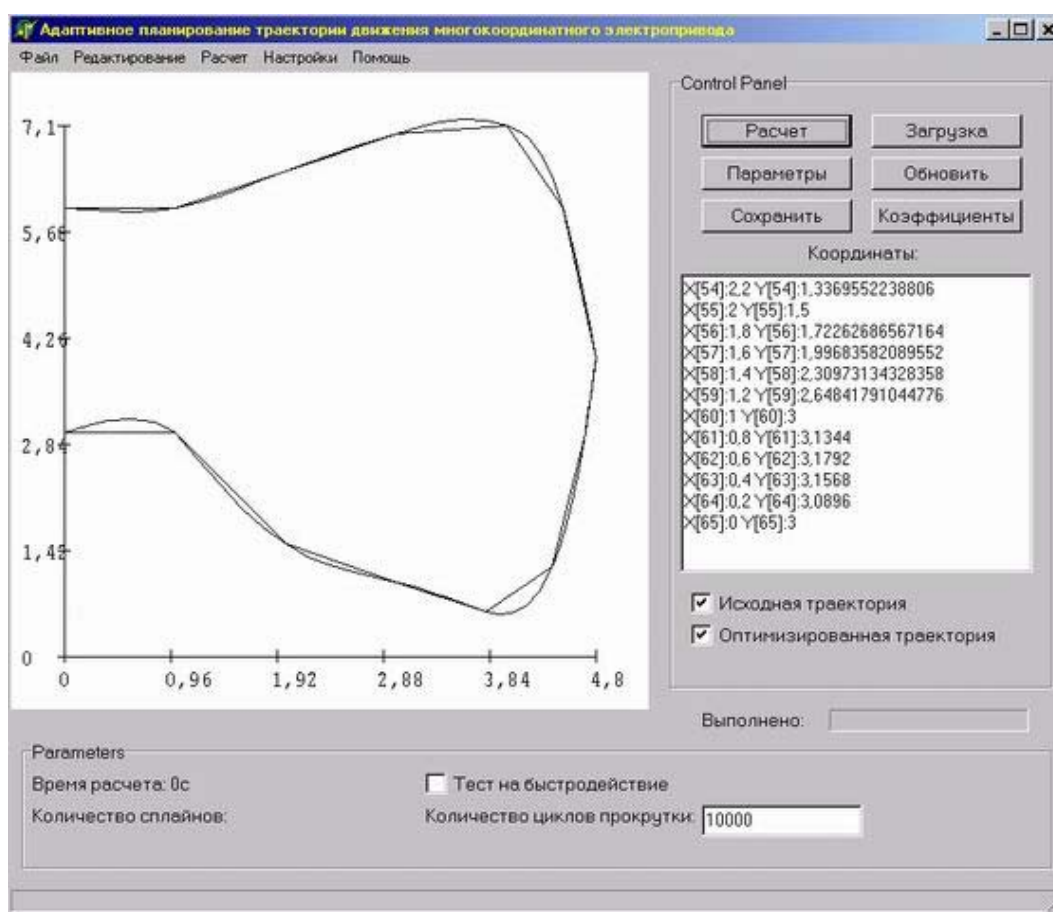 Адаптивное планирование траектории движения многокоординатного электропривода
Файл Редактирование Расчет Настройки Помощь
7,1
5,68
4,26
2,84
1,42
0
0 0,96 1,92 2,88 3,84 4,8
Control Panel
Расчет Загрузка
Параметры Обновить
Сохранить Коэффициенты
Координаты:
X[54]:2,2 Y[54]:1,3369552238806
X[55]:2 Y[55]:1,5
X[56]:1,8 Y[56]:1,72262686567164
X[57]:1,6 Y[57]:1,99683582089552
X[58]:1,4 Y[58]:2,30973134328358
X[59]:1,2 Y[59]:2,64841791044776
X[60]:1 Y[60]:3
X[61]:0,8 Y[61]:3,1344
X[62]:0,6 Y[62]:3,1792
X[63]:0,4 Y[63]:3,1568
X[64]:0,2 Y[64]:3,0896
X[65]:0 Y[65]:3
Исходная траектория
Оптимизированная траектория
Выполнено:
Parameters
Время расчета: 0с
Тест на быстродействие
Количество сплайнов:
Количество циклов прокрутки: 10000